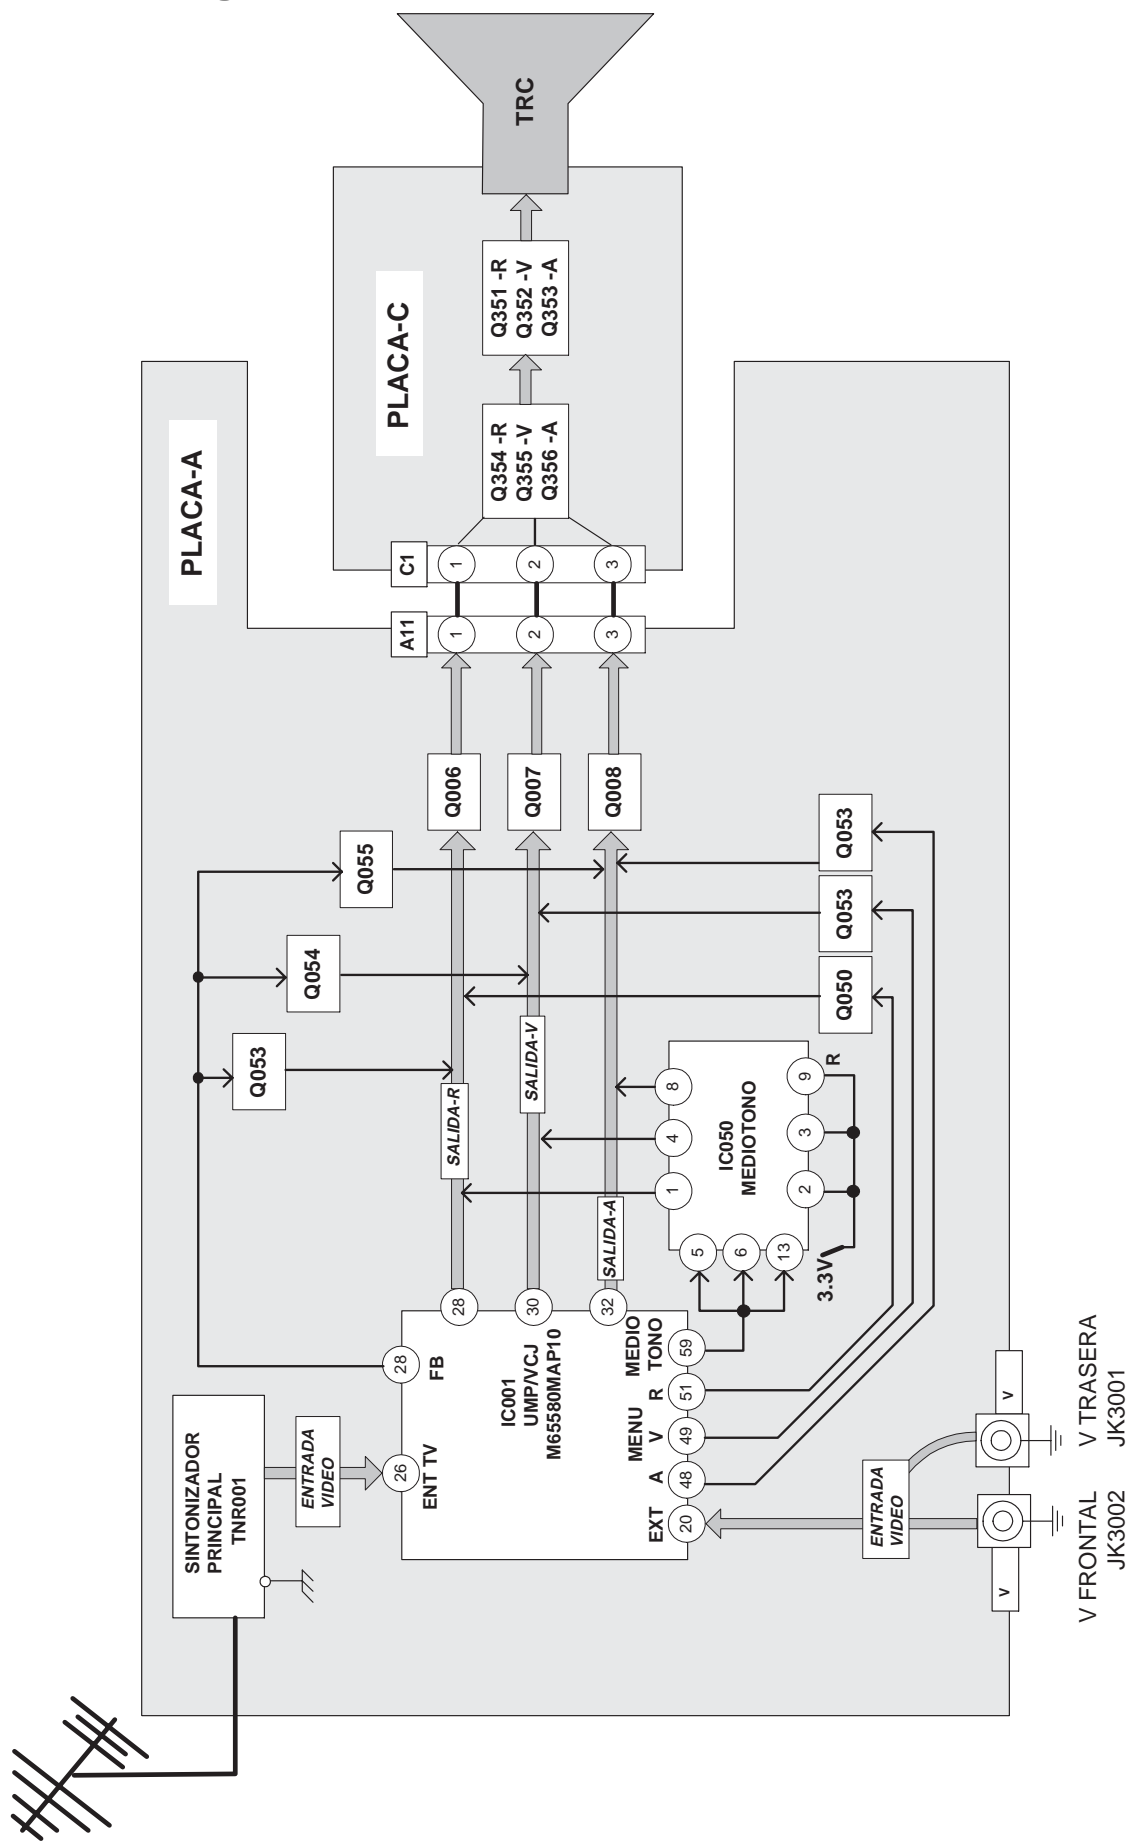 TRC
PLACA-C
Q351 -R
Q352 -V
Q353 -A
Q354 -R
Q355 -V
Q356 -A
PLACA-A
C1
1
2
3
A11
1
2
3
Q006
Q007
Q008
Q055
Q054
Q053
Q053
Q053
Q050
SALIDA-R
SALIDA-V
SALIDA-A
IC050
MEDIOTONO
1
4
8
2
3
9
R
5
6
13
3.3V
28
30
32
28
FB
IC001
UMP/VCJ
M65580MAP10
26
ENT TV
MEDIO
TONO
59
MENU
R
51
V
49
A
48
EXT
20
SINTONIZADOR
PRINCIPAL
TNR001
ENTRADA
VIDEO
ENTRADA
VIDEO
V
V TRASERA
JK3001
V
V FRONTAL
JK3002